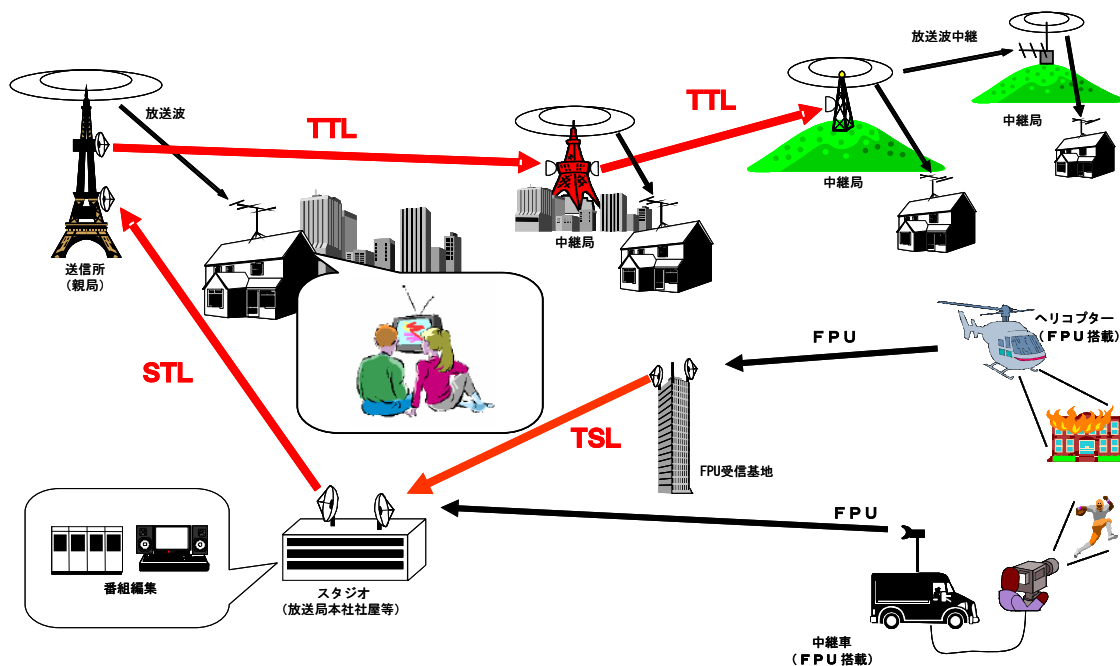 放送波中継
放送波
TTL
TTL
中継局
中継局
中継局
送信所
(親局)
ヘリコプター
(FPU搭載)
FPU
STL
TSL
FPU受信基地
FPU
番組編集
スタジオ
(放送局本社社屋等)
中継車
(FPU搭載)